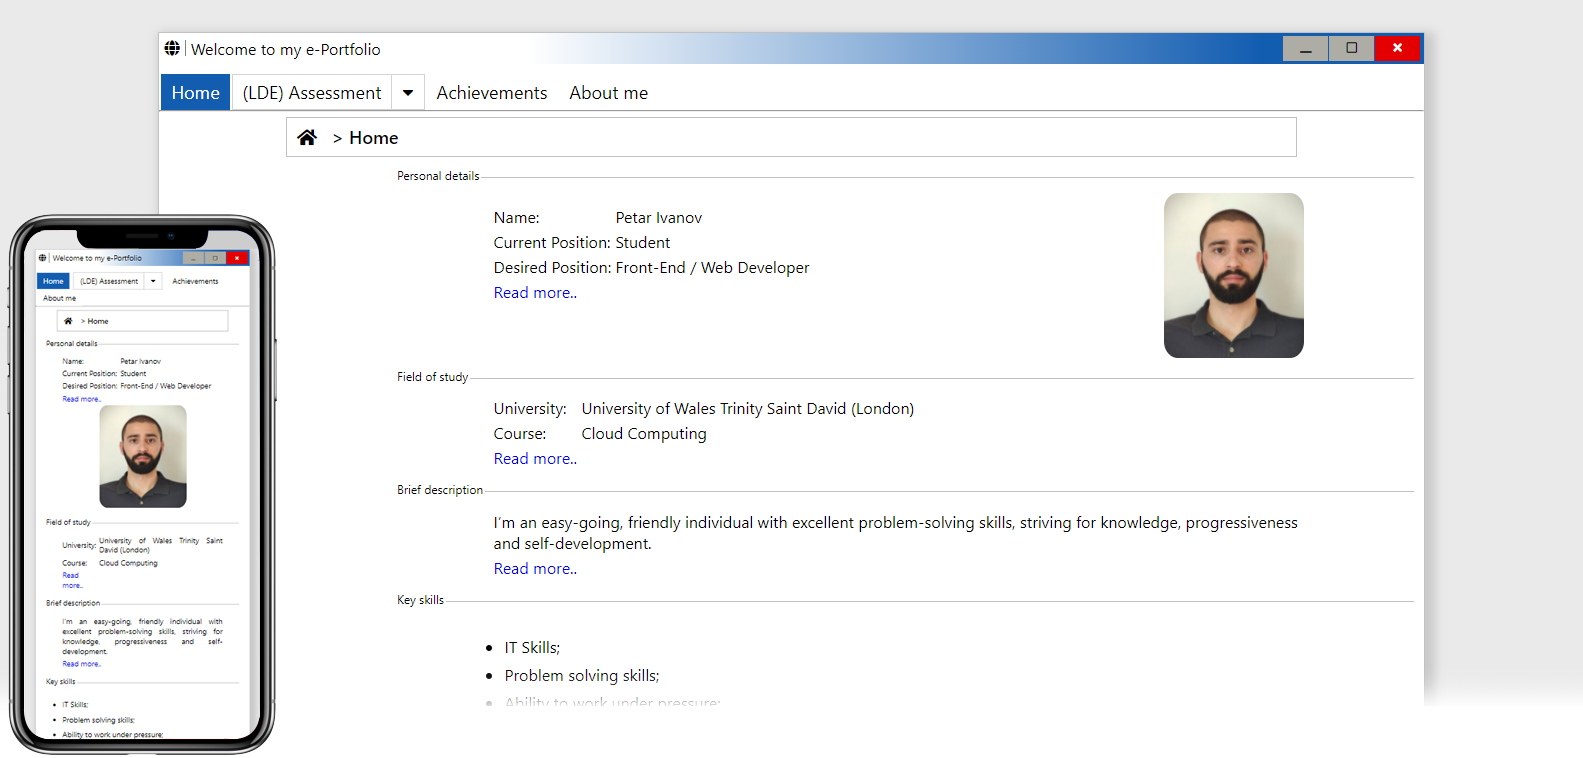 Welcome to my e-Portfolio
Home (LDE) Assessment Achievements About me
> Home
Personal details
Name: Petar Ivanov
Current Position: Student
Desired Position: Front-End / Web Developer
Read more..
Field of study
University: University of Wales Trinity Saint David (London)
Course: Cloud Computing
Read more..
Brief description
I'm an easy-going, friendly individual with excellent problem-solving skills, striving for knowledge, progressiveness
and self-development.
Read more..
Key skills
• IT Skills;
• Problem solving skills;
• Ability to work under pressure;
Welcome to my e-Portfolio
Home (LDE) Assessment Achievements
About me
> Home
Personal details
Name: Petar Ivanov
Current Position: Student
Desired Position: Front-End / Web Developer
Read more..
Field of study
University: University of Wales Trinity Saint
David (London)
Course: Cloud Computing
Read
more..
Brief description
I'm an easy-going, friendly individual with
excellent problem-solving skills, striving for
knowledge, progressiveness and self-
development.
Read more..
Key skills
• IT Skills;
• Problem solving skills;
• Ability to work under pressure;